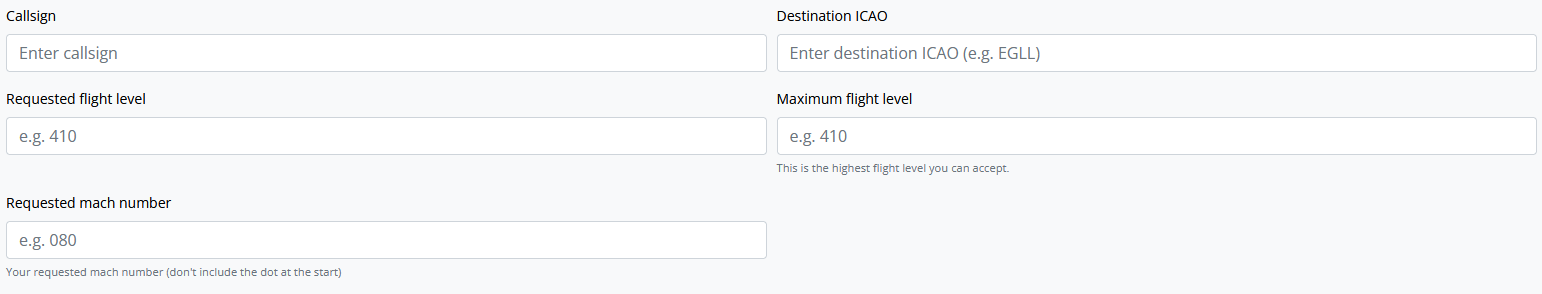 Callsign
Destination ICAO
Enter callsign
Enter destination ICAO (e.g. EGLL)
Requested flight level
Maximum flight level
e.g. 410
e.g. 410
This is the highest flight level you can accept.
Requested mach number
e.g. 080
Your requested mach number (don't include the dot at the start)